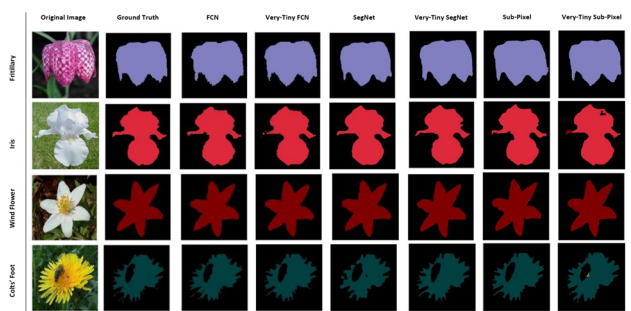 Original Image Ground Truth FCN Very-Tiny FCN SegNet Very-Tiny SegNet Sub-Pixel Very-Tiny Sub-Pixel
Fritillary
Iris
Wind Flower
Colts' Foot